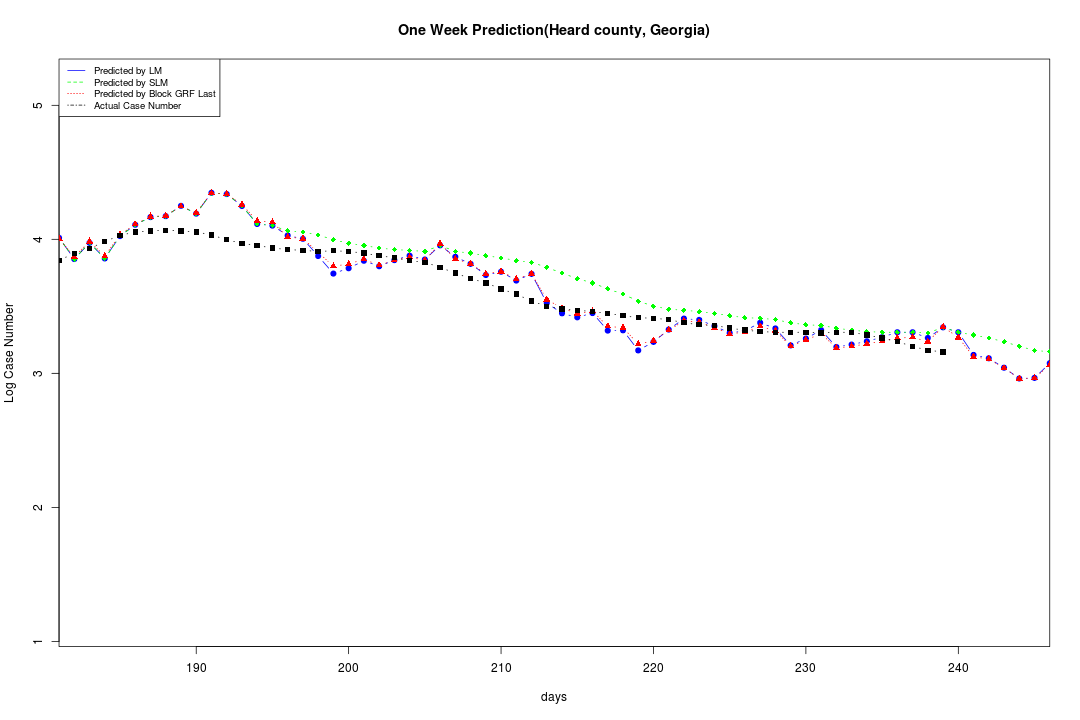 One Week Prediction(Heard county, Georgia)
Predicted by LM
Predicted by SLM
Predicted by Block GRF Last
Actual Case Number
5
4
3
2
1
Log Case Number
190 200 210 220 230 240
days